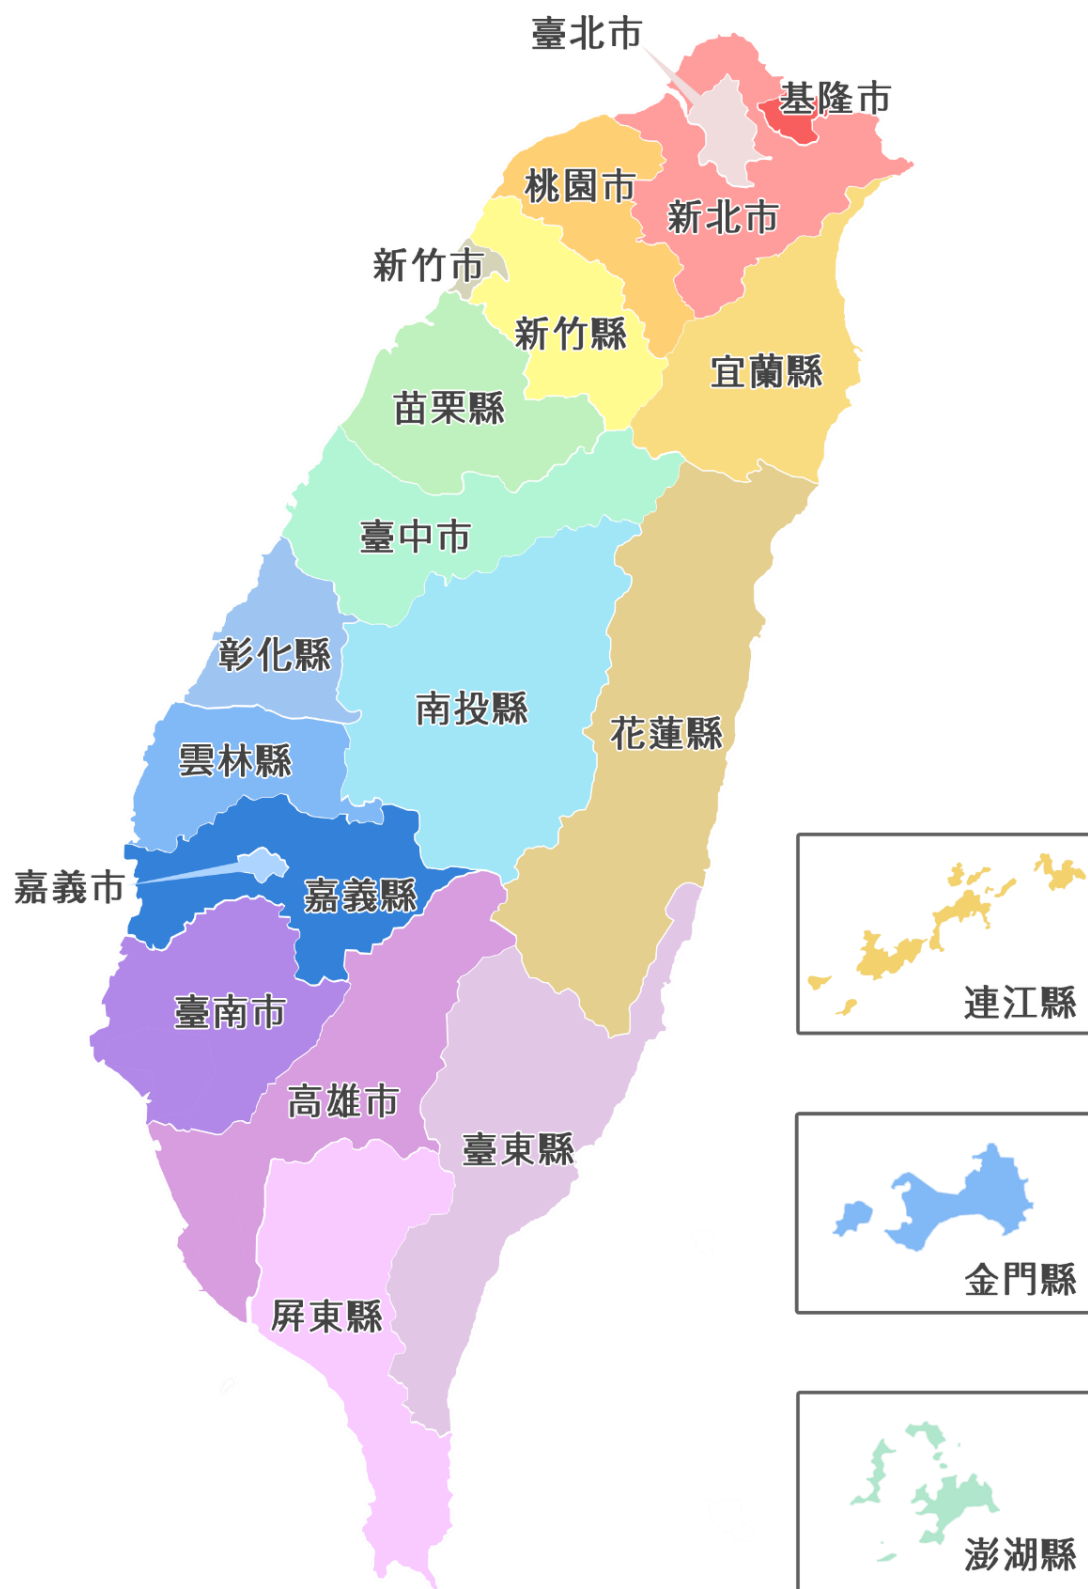 臺北市
基隆市
桃園市
新北市
新竹市
新竹縣
宜蘭縣
苗栗縣
臺中市
彰化縣
南投縣
花蓮縣
雲林縣
嘉義市
嘉義縣
連江縣
臺南市
高雄市
臺東縣
金門縣
屏東縣
澎湖縣